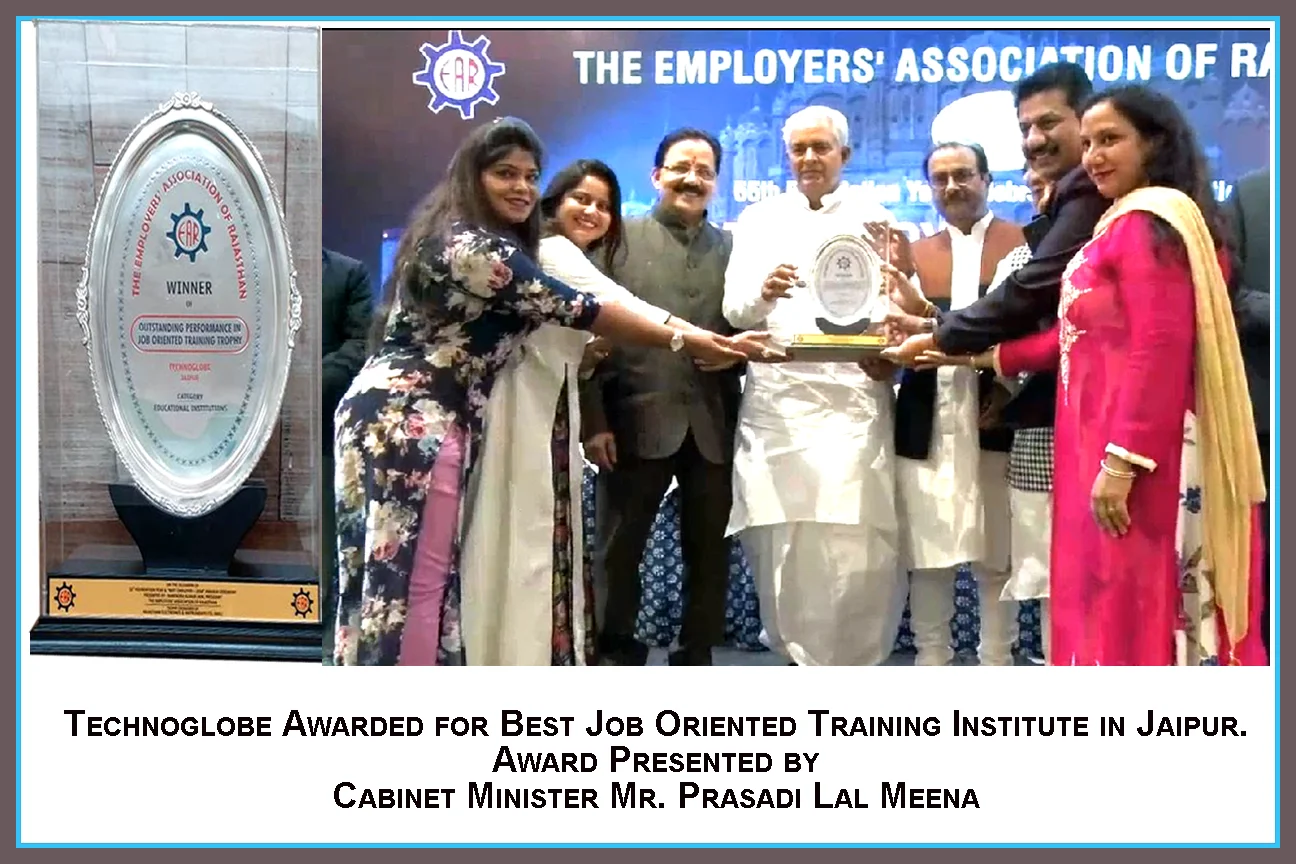 THE EMPLOYERS' ASSOCIATION OF RAJASTHAN
EAR
WINNER
OF
OUTSTANDING PERFORMANCE IN
JOB ORIENTED TRAINING TROPHY
TECHNOGLOBE
JAIPUR
CATEGORY
EDUCATIONAL INSTITUTIONS
EAR
THE EMPLOYERS' ASSOCIATION OF RA
55th
Technoglobe Awarded for Best Job Oriented Training Institute in Jaipur.
Award Presented by
Cabinet Minister Mr. Prasadi Lal Meena